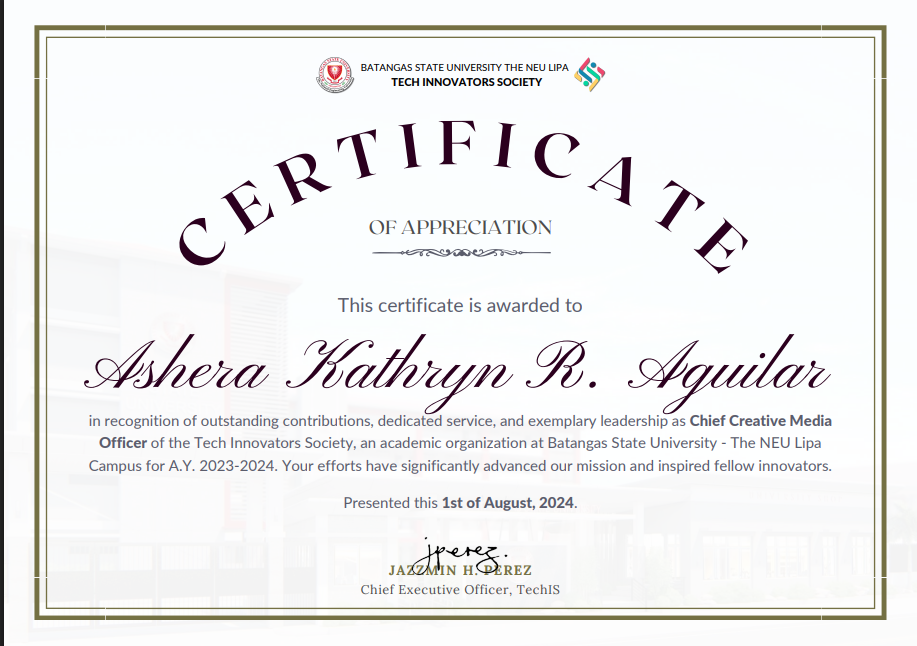 BATANGAS STATE UNIVERSITY THE NEU LIPA
TECH INNOVATORS SOCIETY
CERTIFICATE
OF APPRECIATION
This certificate is awarded to
Ashera Kathryn R. Aguilar
in recognition of outstanding contributions, dedicated service, and exemplary leadership as Chief Creative Media
Officer of the Tech Innovators Society, an academic organization at Batangas State University - The NEU Lipa
Campus for A.Y. 2023-2024. Your efforts have significantly advanced our mission and inspired fellow innovators.
Presented this 1st of August, 2024.
jperez.
JAZZMIN H. PEREZ
Chief Executive Officer, TechIS